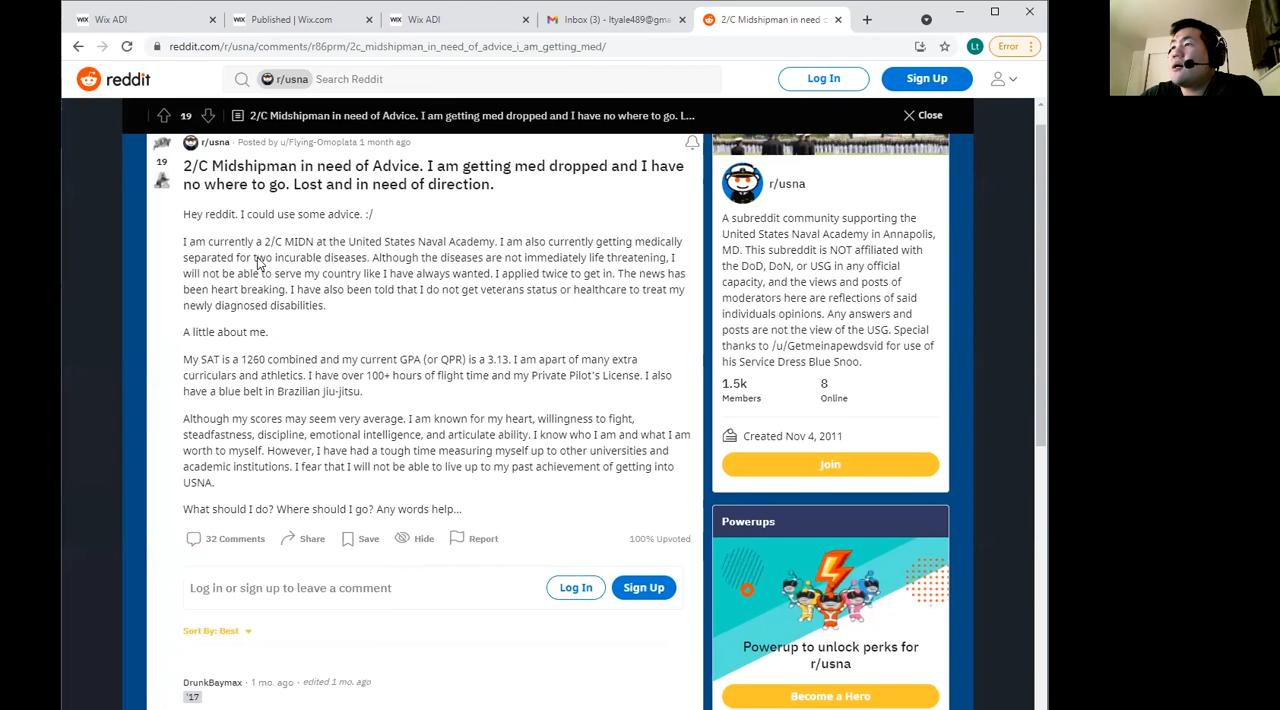 Wix ADI
Published | Wix.com
Wix ADI
Inbox (3) - ltyale489@gma
2/C Midshipman in need
reddit.com/r/usna/comments/r86prm/2c_midshipman_in_need_of_advice_i_am_getting_med/
Lt
Error
reddit
r/usna
Search Reddit
Log In
Sign Up
19
2/C Midshipman in need of Advice. I am getting med dropped and I have no where to go. L...
Close
r/usna · Posted by u/Flying-Omoplata 1 month ago
19
2/C Midshipman in need of Advice. I am getting med dropped and I have
no where to go. Lost and in need of direction.
Hey reddit. I could use some advice. :/
I am currently a 2/C MIDN at the United States Naval Academy. I am also currently getting medically
separated for two incurable diseases. Although the diseases are not immediately life threatening, I
will not be able to serve my country like I have always wanted. I applied twice to get in. The news has
been heart breaking. I have also been told that I do not get veterans status or healthcare to treat my
newly diagnosed disabilities.
A little about me.
My SAT is a 1260 combined and my current GPA (or QPR) is a 3.13. I am apart of many extra
curriculars and athletics. I have over 100+ hours of flight time and my Private Pilot's License. I also
have a blue belt in Brazilian Jiu-jitsu.
Although my scores may seem very average. I am known for my heart, willingness to fight,
steadfastness, discipline, emotional intelligence, and articulate ability. I know who I am and what I am
worth to myself. However, I have had a tough time measuring myself up to other universities and
academic institutions. I fear that I will not be able to live up to my past achievement of getting into
USNA.
What should I do? Where should I go? Any words help...
32 Comments
Share
Save
Hide
Report
100% Upvoted
Log in or sign up to leave a comment
Log In
Sign Up
Sort By: Best
DrunkBaymax · 1 mo. ago · edited 1 mo. ago
'17
r/usna
A subreddit community supporting the
United States Naval Academy in Annapolis,
MD. This subreddit is NOT affiliated with
the DoD, DoN, or USG in any official
capacity, and the views and posts of
moderators here are reflections of said
individuals opinions. Any answers and
posts are not the view of the USG. Special
thanks to /u/Getmeinapewdsvid for use of
his Service Dress Blue Snoo.
1.5k
8
Members
Online
Created Nov 4, 2011
Join
Powerups
Powerup to unlock perks for
r/usna
Become a Hero